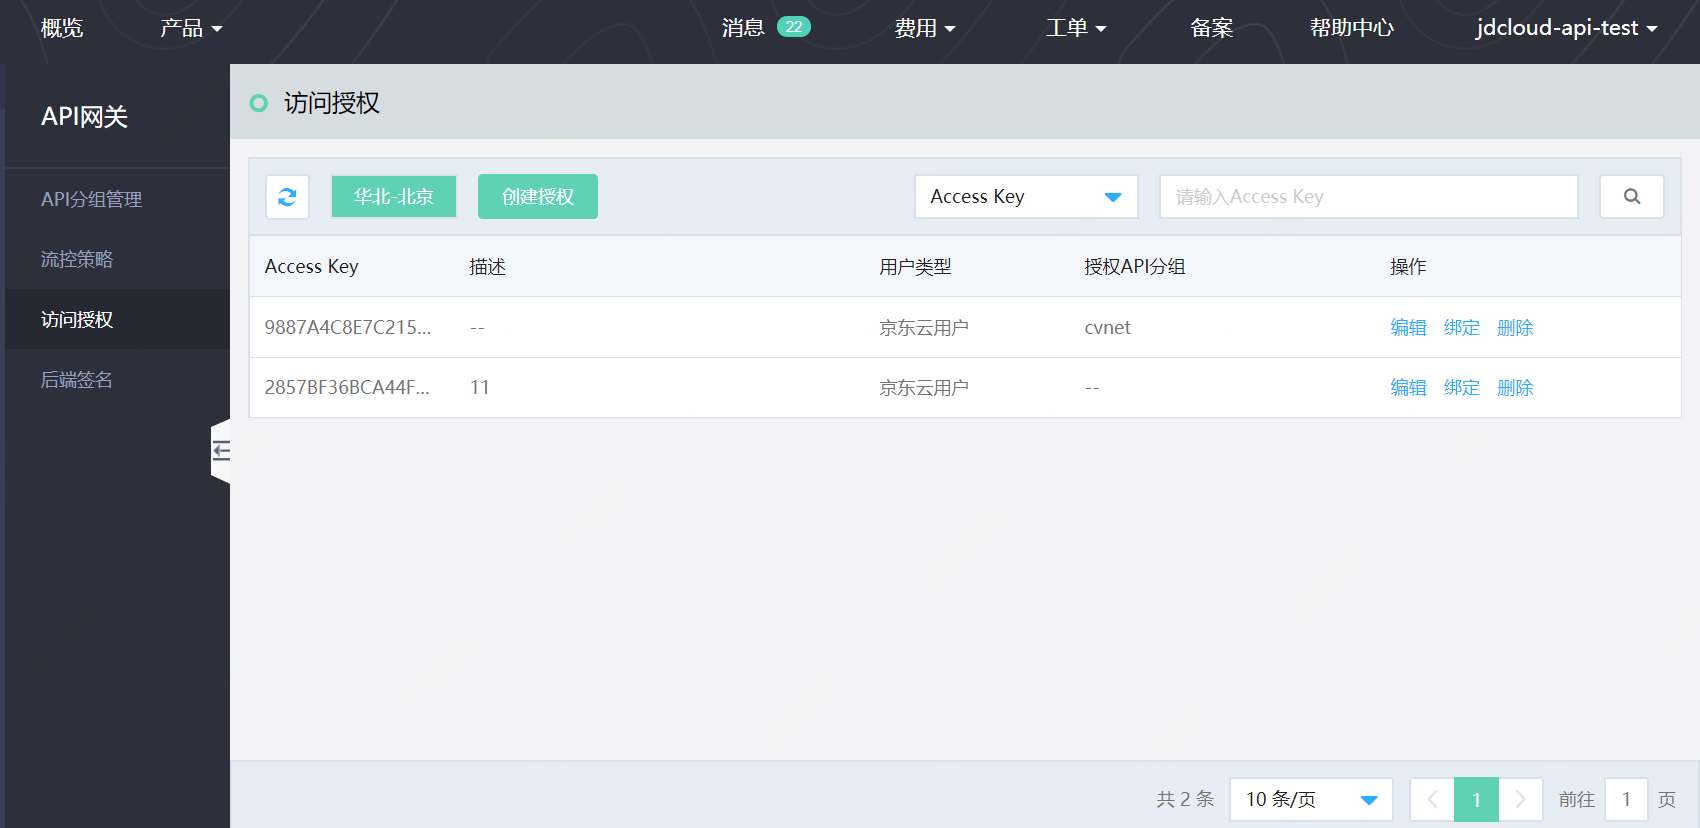 概览 产品 消息 22 费用 工单 备案 帮助中心 jdcloud-api-test
API网关
API分组管理
流控策略
访问授权
后端签名
访问授权
华北-北京 创建授权 Access Key 请输入Access Key
Access Key 描述 用户类型 授权API分组 操作
9887A4C8E7C215... -- 京东云用户 cvnet 编辑 绑定 删除
2857BF36BCA44F... 11 京东云用户 -- 编辑 绑定 删除
共 2 条 10 条/页 1 前往 1 页